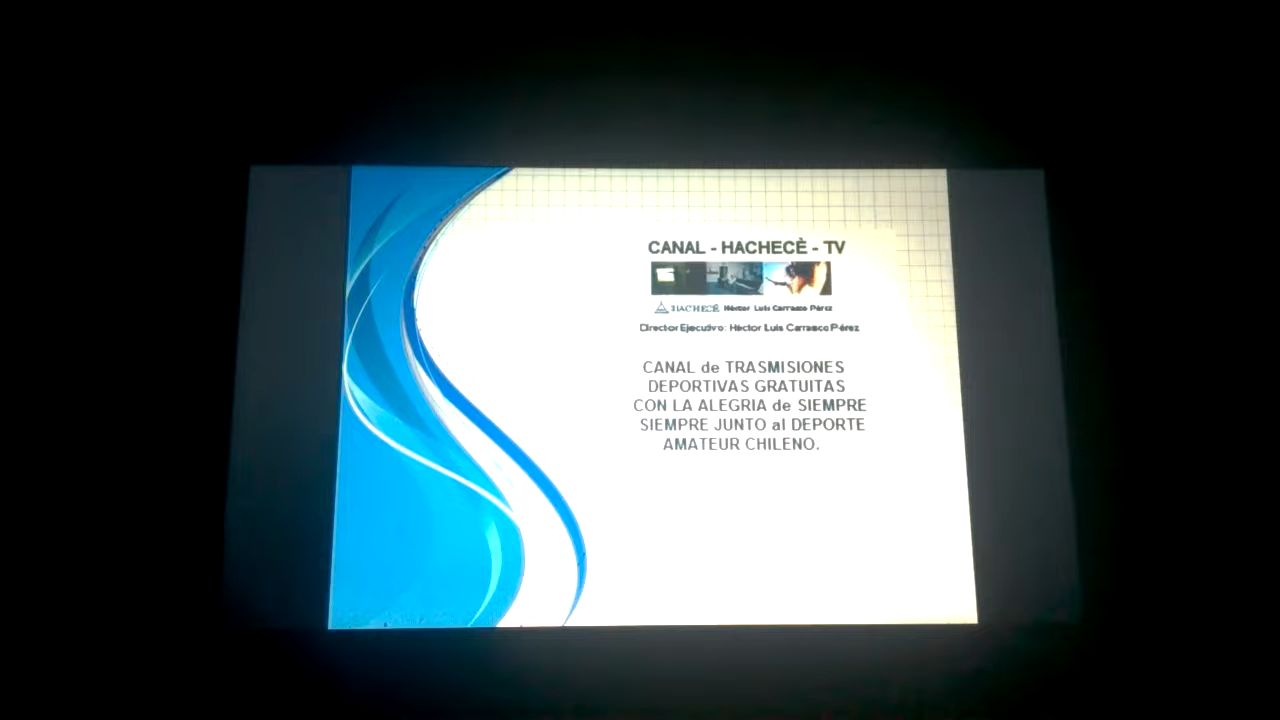 CANAL - HACHECÈ - TV
HACHECÈ Héctor Luis Carrasco Pérez
Director Ejecutivo: Héctor Luis Carrasco Pérez
CANAL de TRASMISIONES
DEPORTIVAS GRATUITAS
CON LA ALEGRIA de SIEMPRE
SIEMPRE JUNTO al DEPORTE
AMATEUR CHILENO.